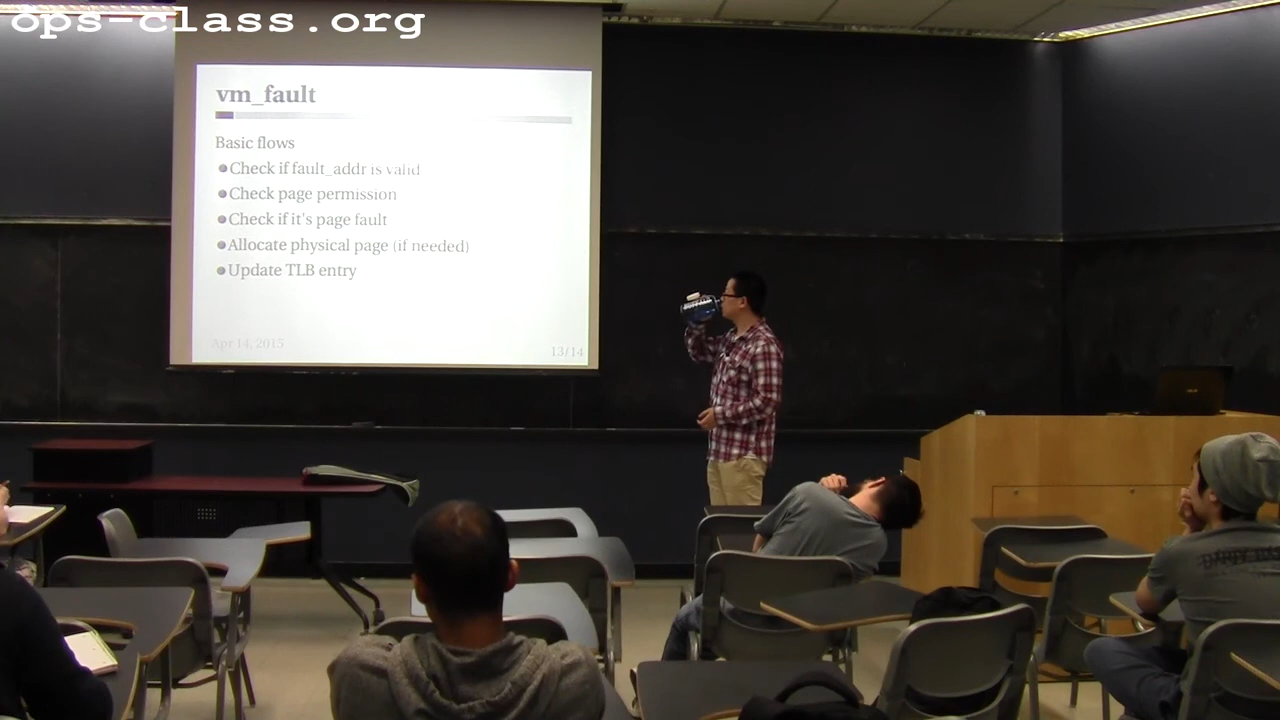 ops-class.org
vm_fault
Basic flows
Check if fault_addr is valid
Check page permission
Check if it's page fault
Allocate physical page (if needed)
Update TLB entry
Apr 14, 2015
13/14